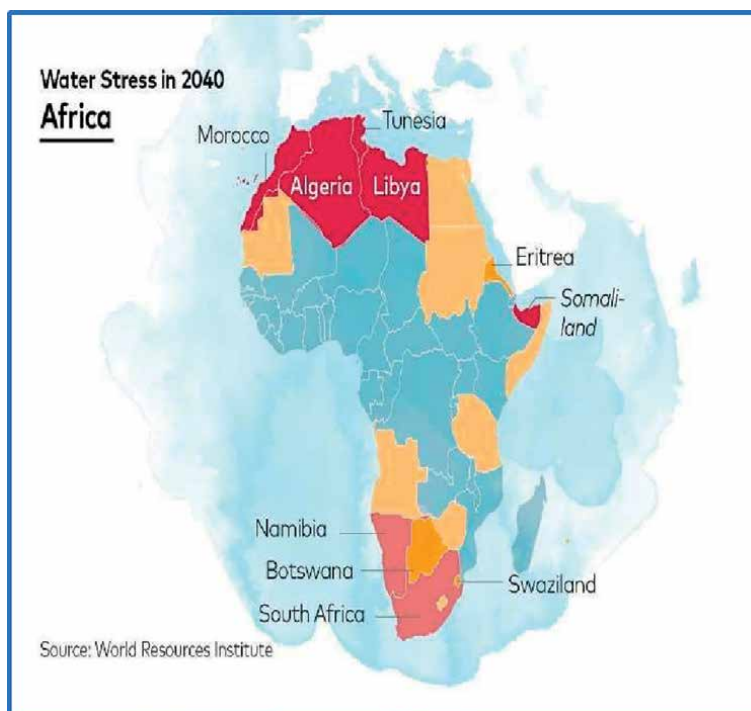 Water Stress in 2040
Africa
Tunesia
Morocco
Algeria
Libya
Eritrea
Somali-
land
Namibia
Botswana
Swaziland
South Africa
Source: World Resources Institute